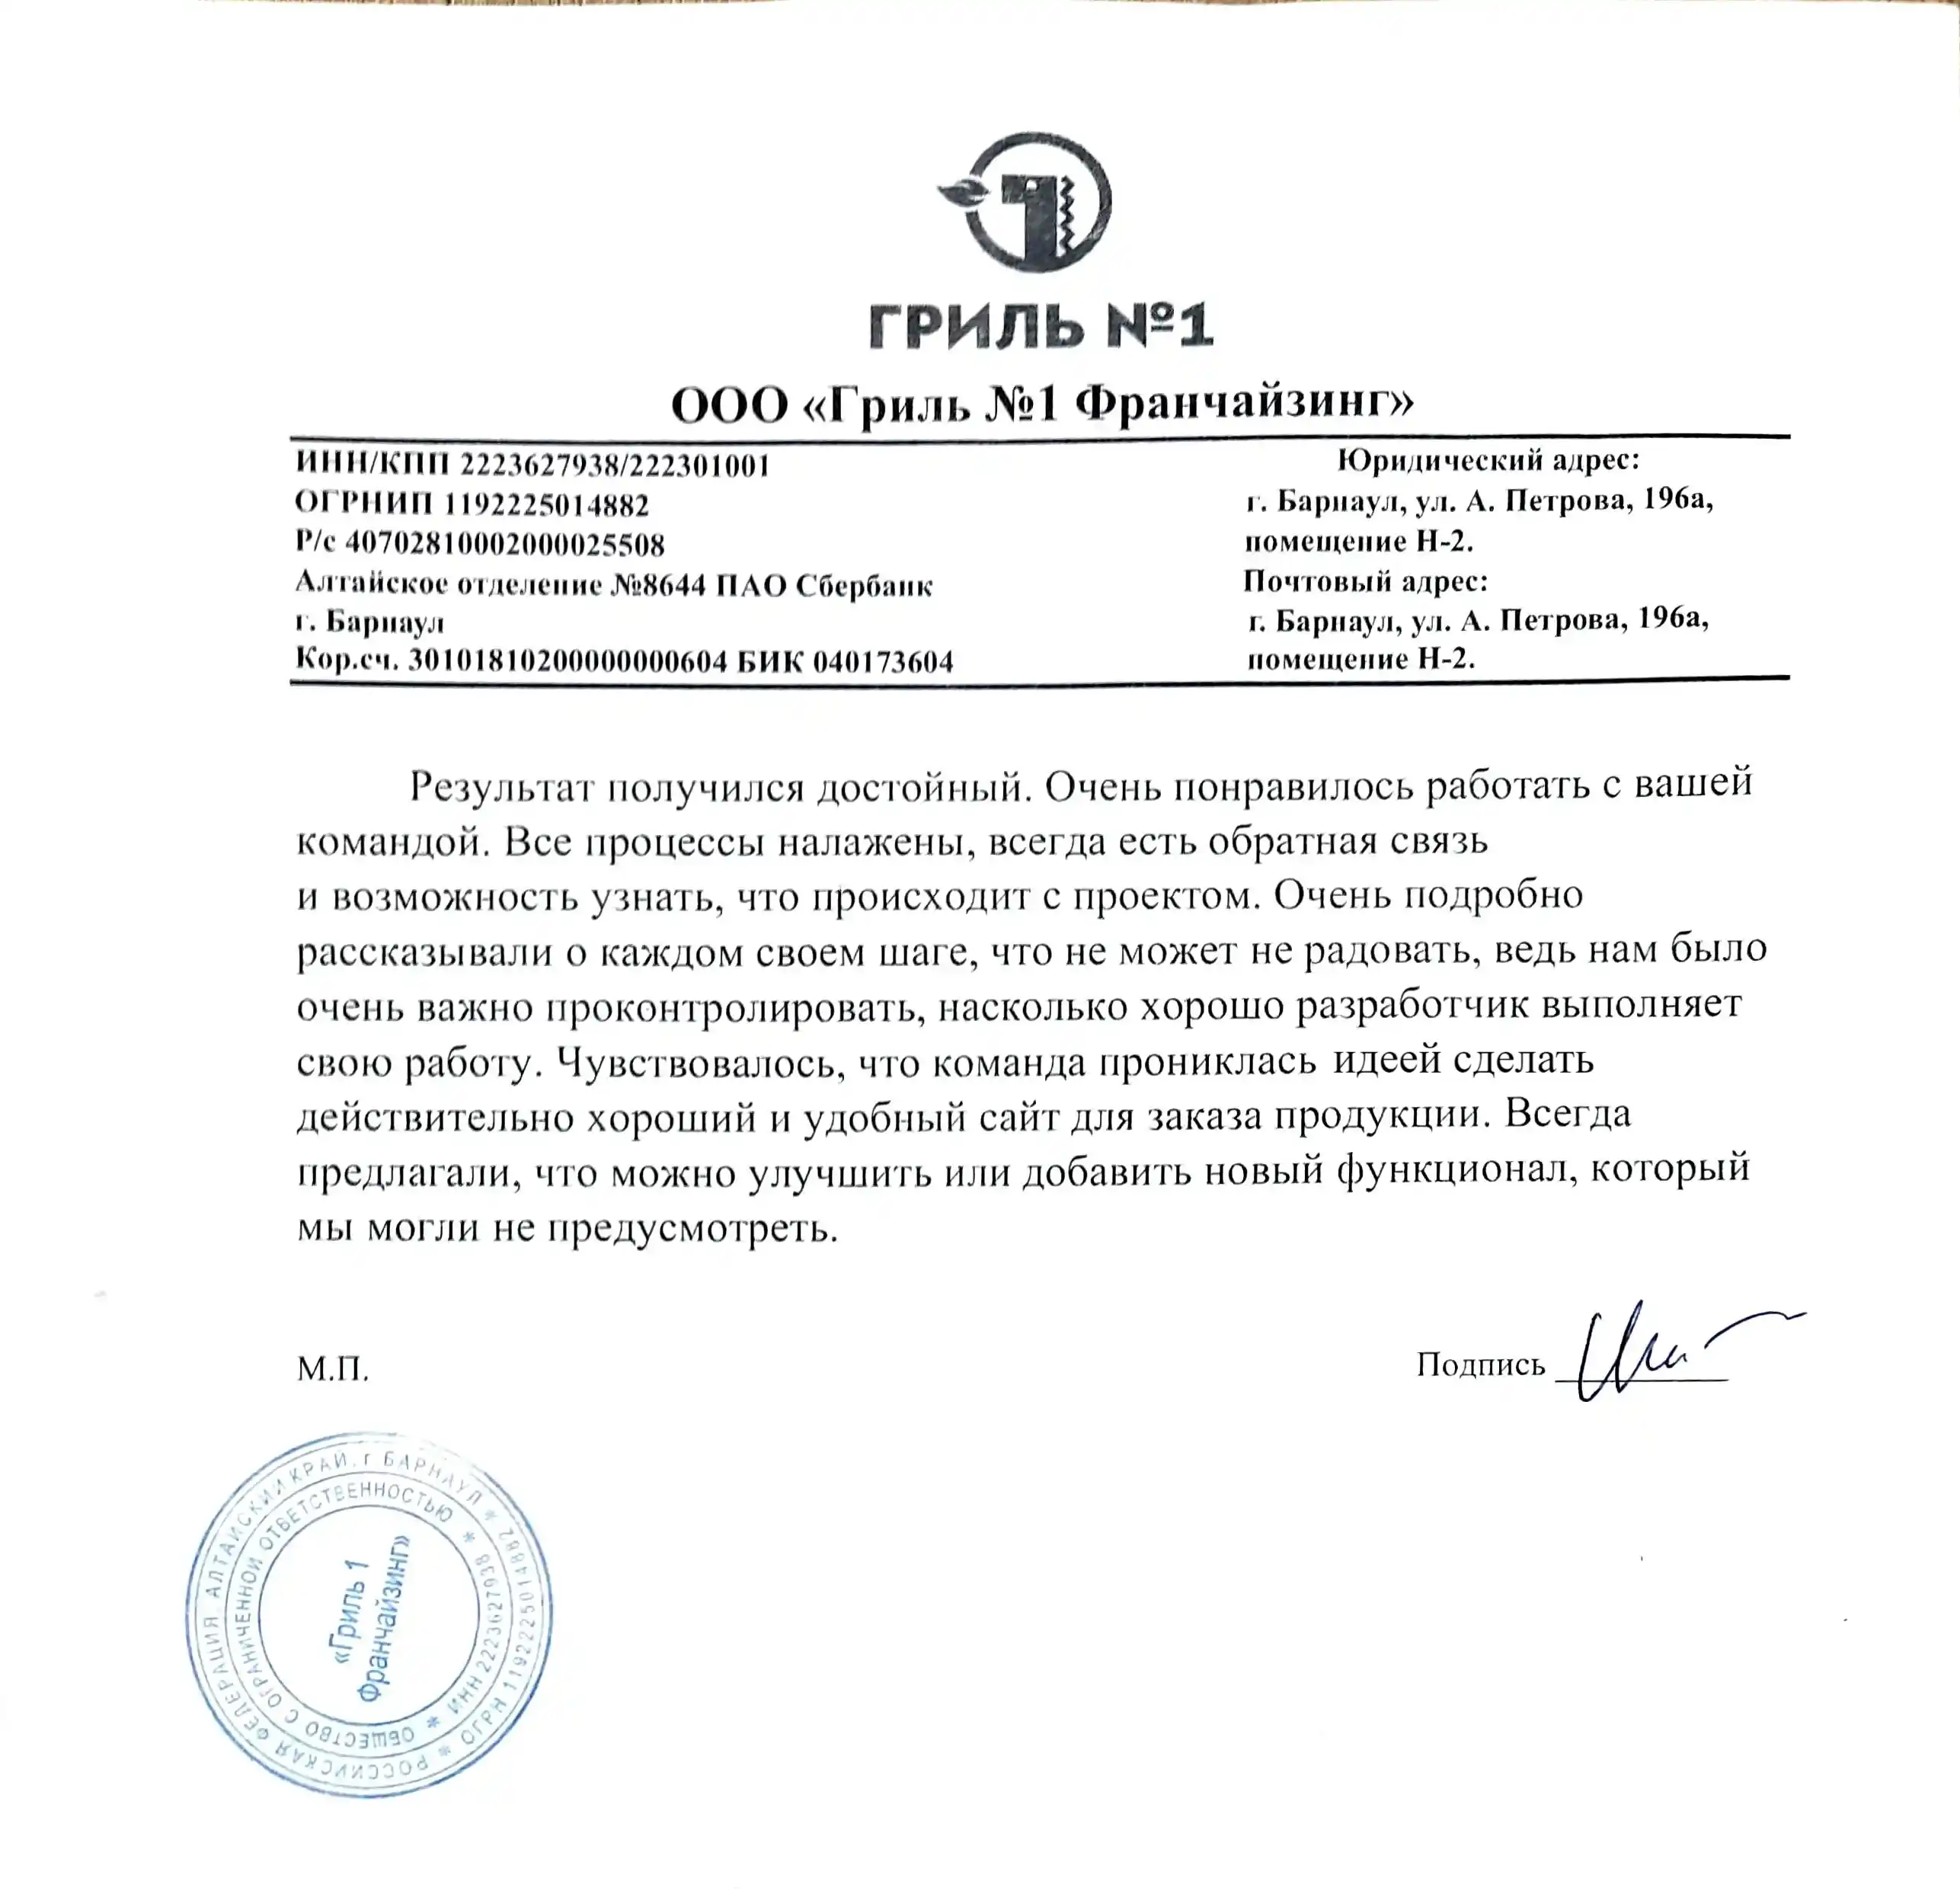 ГРИЛЬ №1
ООО «Гриль №1 Франчайзинг»
ИНН/КПП 2223627938/222301001
ОГРНИП 1192225014882
Р/с 40702810002000025508
Алтайское отделение №8644 ПАО Сбербанк
г. Барнаул
Кор.сч. 30101810200000000604 БИК 040173604
Юридический адрес:
г. Барнаул, ул. А. Петрова, 196а,
помещение Н-2.
Почтовый адрес:
г. Барнаул, ул. А. Петрова, 196а,
помещение Н-2.
Результат получился достойный. Очень понравилось работать с вашей
командой. Все процессы налажены, всегда есть обратная связь
и возможность узнать, что происходит с проектом. Очень подробно
рассказывали о каждом своем шаге, что не может не радовать, ведь нам было
очень важно проконтролировать, насколько хорошо разработчик выполняет
свою работу. Чувствовалось, что команда прониклась идеей сделать
действительно хороший и удобный сайт для заказа продукции. Всегда
предлагали, что можно улучшить или добавить новый функционал, который
мы могли не предусмотреть.
М.П.
Подпись
РОССИЙСКАЯ ФЕДЕРАЦИЯ АЛТАЙСКИЙ КРАЙ. г БАРНАУЛ * ОГРН 1192225014882 *
ОБЩЕСТВО С ОГРАНИЧЕННОЙ ОТВЕТСТВЕННОСТЬЮ * ИНН 2223627938 *
«Гриль 1
Франчайзинг»